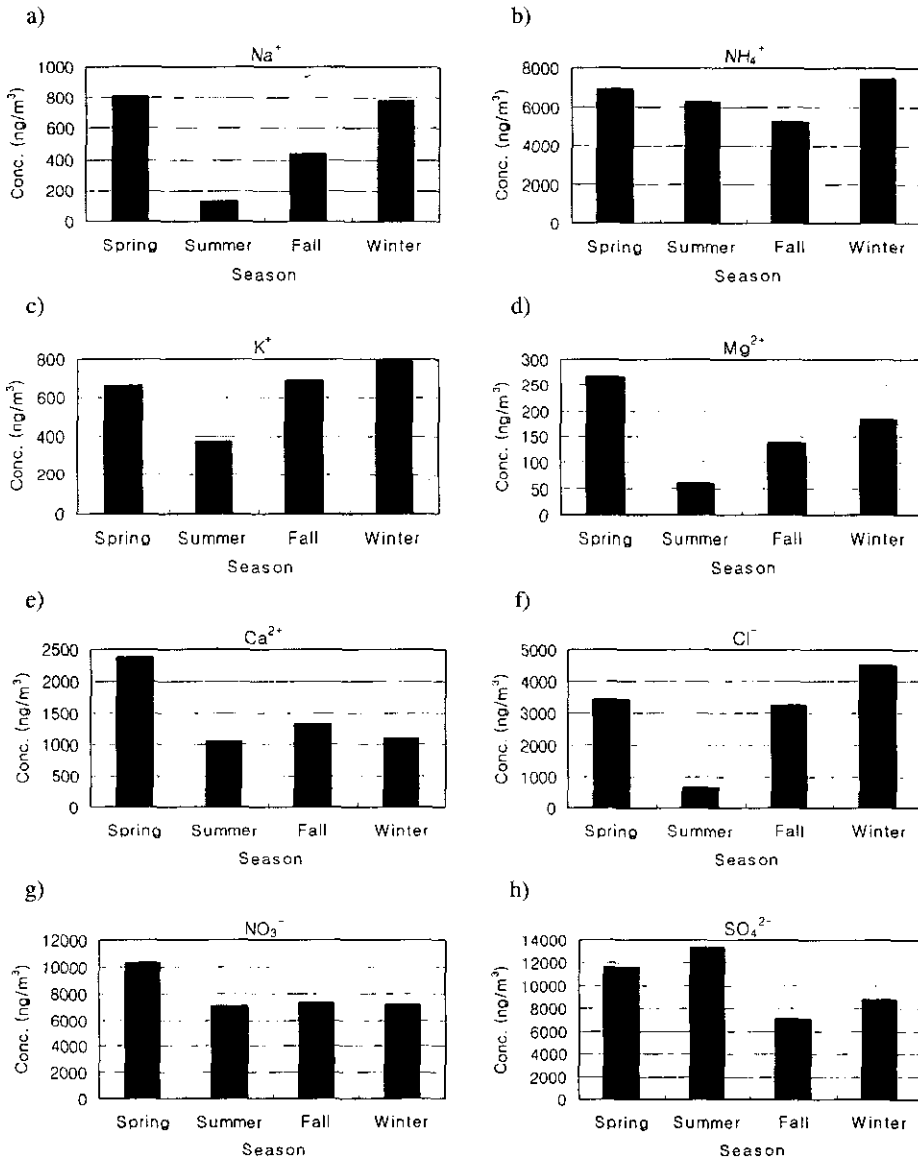 a)
Na⁺
Conc. (ng/m³)
1000
800
600
400
200
0
Spring Summer Fall Winter
Season
b)
NH₄⁺
Conc. (ng/m³)
8000
6000
4000
2000
0
Spring Summer Fall Winter
Season
c)
K⁺
Conc. (ng/m³)
800
600
400
200
0
Spring Summer Fall Winter
Season
d)
Mg²⁺
Conc. (ng/m³)
300
250
200
150
100
50
0
Spring Summer Fall Winter
Season
e)
Ca²⁺
Conc. (ng/m³)
2500
2000
1500
1000
500
0
Spring Summer Fall Winter
Season
f)
Cl⁻
Conc. (ng/m³)
5000
4000
3000
2000
1000
0
Spring Summer Fall Winter
Season
g)
NO₃⁻
Conc. (ng/m³)
12000
10000
8000
6000
4000
2000
0
Spring Summer Fall Winter
Season
h)
SO₄²⁻
Conc. (ng/m³)
14000
12000
10000
8000
6000
4000
2000
0
Spring Summer Fall Winter
Season